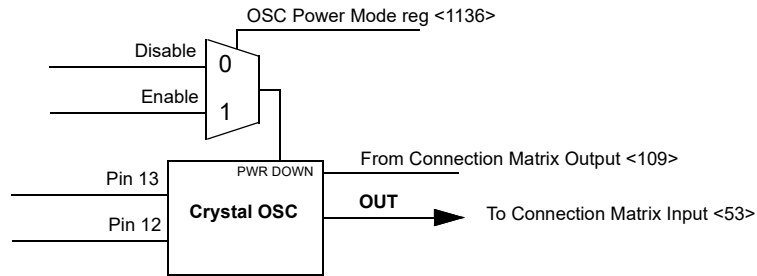 OSC Power Mode reg <1136>
Disable
0
Enable
1
PWR DOWN
From Connection Matrix Output <109>
Pin 13
Crystal OSC
OUT
To Connection Matrix Input <53>
Pin 12